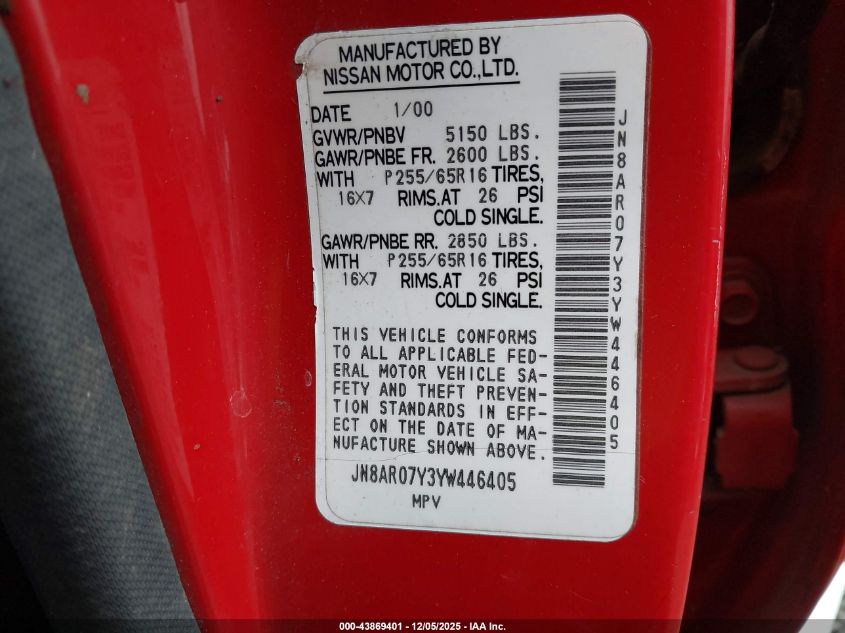 MANUFACTURED BY
NISSAN MOTOR CO.,LTD.
DATE 1/00
GVWR/PNBV 5150 LBS.
GAWR/PNBE FR. 2600 LBS.
WITH P255/65R16 TIRES,
16X7 RIMS.AT 26 PSI
COLD SINGLE.
GAWR/PNBE RR. 2850 LBS.
WITH P255/65R16 TIRES,
16X7 RIMS.AT 26 PSI
COLD SINGLE.
THIS VEHICLE CONFORMS
TO ALL APPLICABLE FED-
ERAL MOTOR VEHICLE SA-
FETY AND THEFT PREVEN-
TION STANDARDS IN EFF-
ECT ON THE DATE OF MA-
NUFACTURE SHOWN ABOVE.
JN8AR07Y3YW446405
MPV
JN8AR07Y3YW446405
000-43869401 - 12/05/2025 - IAA Inc.